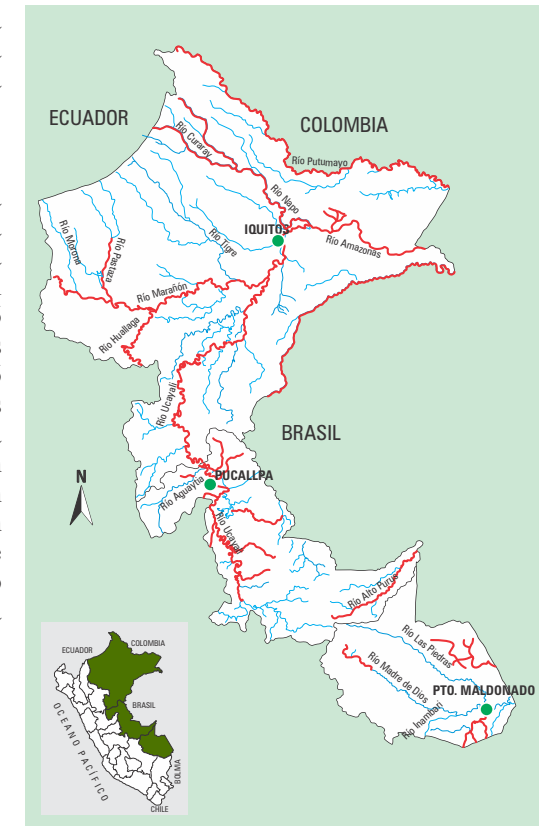 ECUADOR
COLOMBIA
Río Curaray
Río Putumayo
Río Napo
IQUITOS
Río Morona
Río Pastaza
Río Tigre
Río Amazonas
Río Marañón
Río Huallaga
Río Ucayali
BRASIL
N
PUCALLPA
Río Aguaytía
Río Ucayali
Río Alto Purus
Río Las Piedras
Río Madre de Dios
PTO. MALDONADO
Río Inambari
COLOMBIA
ECUADOR
BRASIL
OCEANO PACÍFICO
BOLIVIA
CHILE